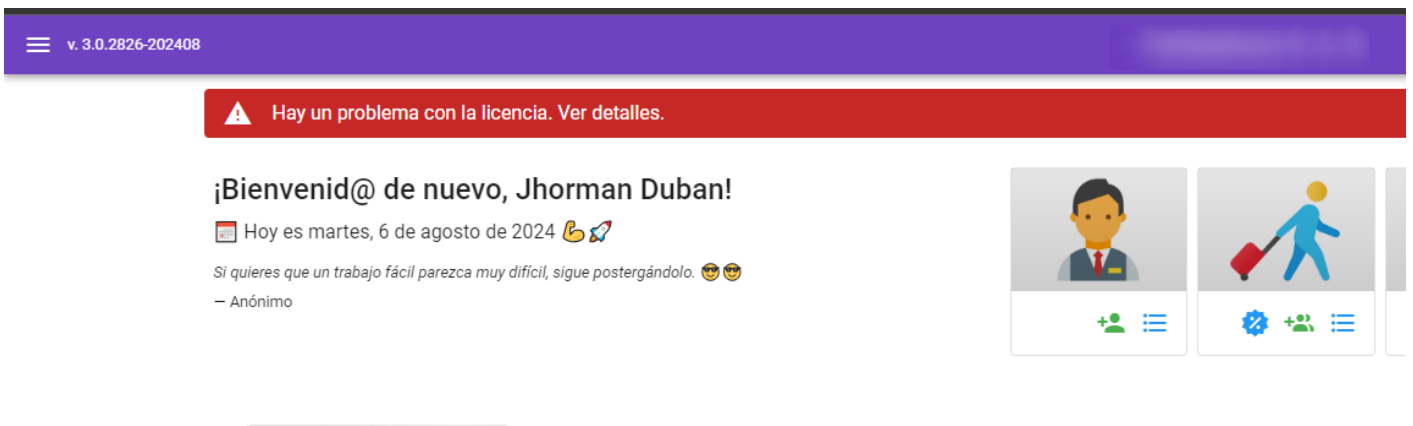 v. 3.0.2826-202408
Hay un problema con la licencia. Ver detalles.
¡Bienvenid@ de nuevo, Jhorman Duban!
Hoy es martes, 6 de agosto de 2024 💪🚀
Si quieres que un trabajo fácil parezca muy difícil, sigue postergándolo. 😎😎
— Anónimo